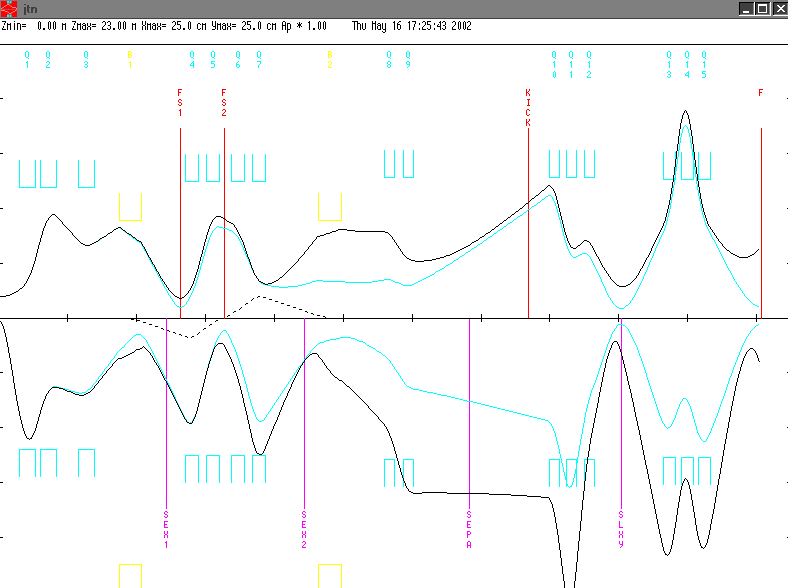 jtn
Zmin= 0.00 m Zmax= 23.00 m Xmax= 25.0 cm Ymax= 25.0 cm Ap * 1.00 Thu May 16 17:25:43 2002
Q1 Q2 Q3 B1 Q4 Q5 Q6 Q7 B2 Q8 Q9 Q10 Q11 Q12 Q13 Q14 Q15
FS1 FS2 KICK F
SEX1 SEX2 SEPA SLX9